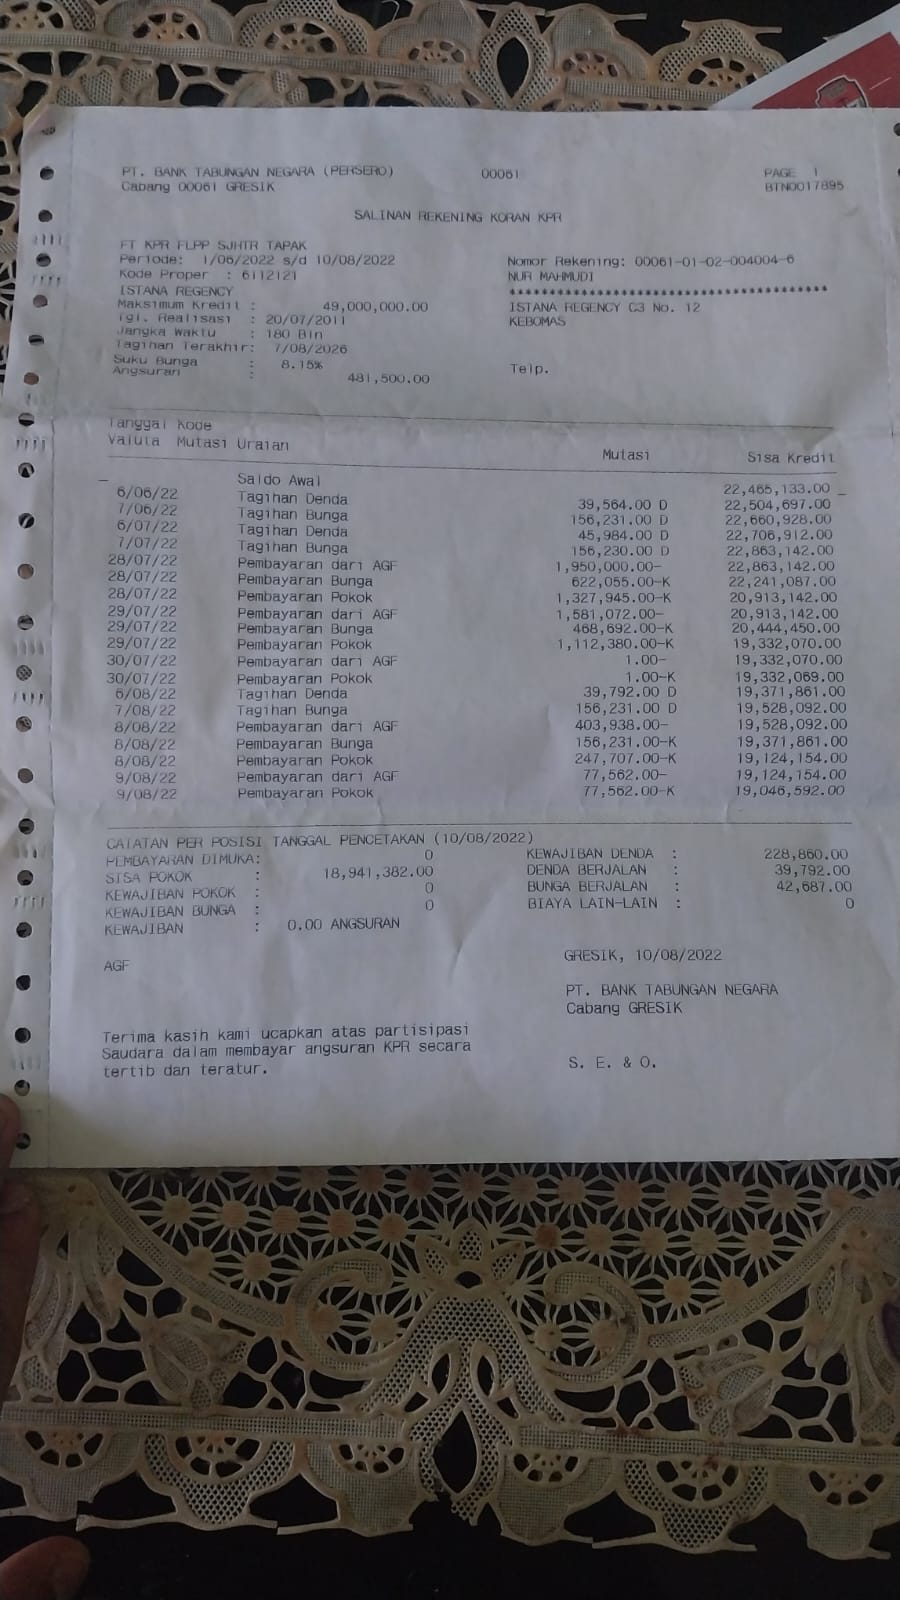 PT. BANK TABUNGAN NEGARA (PERSERO) 00061 PAGE 1
Cabang 00061 GRESIK BTN0017895
SALINAN REKENING KORAN KPR
FT KPR FLPP SJHTR TAPAK
Periode: 1/06/2022 s/d 10/08/2022 Nomor Rekening: 00061-01-02-004004-6
Kode Proper : 6112121 NUR MAHMUDI
ISTANA REGENCY ****************************************
Maksimum Kredit : 49,000,000.00 ISTANA REGENCY C3 No. 12
Tgl. Realisasi : 20/07/2011 KEBOMAS
Jangka Waktu : 180 Bln
Tagihan Terakhir: 7/08/2026
Suku Bunga : 8.15% Telp.
Angsuran : 481,500.00
Tanggal Kode
Valuta Mutasi Uraian Mutasi Sisa Kredit
Saldo Awal 22,465,133.00
6/06/22 Tagihan Denda 39,564.00 D 22,504,697.00
7/06/22 Tagihan Bunga 156,231.00 D 22,660,928.00
6/07/22 Tagihan Denda 45,984.00 D 22,706,912.00
7/07/22 Tagihan Bunga 156,230.00 D 22,863,142.00
28/07/22 Pembayaran dari AGF 1,950,000.00- 22,863,142.00
28/07/22 Pembayaran Bunga 622,055.00-K 22,241,087.00
28/07/22 Pembayaran Pokok 1,327,945.00-K 20,913,142.00
29/07/22 Pembayaran dari AGF 1,581,072.00- 20,913,142.00
29/07/22 Pembayaran Bunga 468,692.00-K 20,444,450.00
29/07/22 Pembayaran Pokok 1,112,380.00-K 19,332,070.00
30/07/22 Pembayaran dari AGF 1.00- 19,332,070.00
30/07/22 Pembayaran Pokok 1.00-K 19,332,069.00
6/08/22 Tagihan Denda 39,792.00 D 19,371,861.00
7/08/22 Tagihan Bunga 156,231.00 D 19,528,092.00
8/08/22 Pembayaran dari AGF 403,938.00- 19,528,092.00
8/08/22 Pembayaran Bunga 156,231.00-K 19,371,861.00
8/08/22 Pembayaran Pokok 247,707.00-K 19,124,154.00
9/08/22 Pembayaran dari AGF 77,562.00- 19,124,154.00
9/08/22 Pembayaran Pokok 77,562.00-K 19,046,592.00
CATATAN PER POSISI TANGGAL PENCETAKAN (10/08/2022)
PEMBAYARAN DIMUKA: 0 KEWAJIBAN DENDA : 228,860.00
SISA POKOK : 18,941,382.00 DENDA BERJALAN : 39,792.00
KEWAJIBAN POKOK : 0 BUNGA BERJALAN : 42,687.00
KEWAJIBAN BUNGA : 0 BIAYA LAIN-LAIN : 0
KEWAJIBAN : 0.00 ANGSURAN
GRESIK, 10/08/2022
AGF
PT. BANK TABUNGAN NEGARA
Cabang GRESIK
Terima kasih kami ucapkan atas partisipasi
Saudara dalam membayar angsuran KPR secara
tertib dan teratur.
S. E. & O.